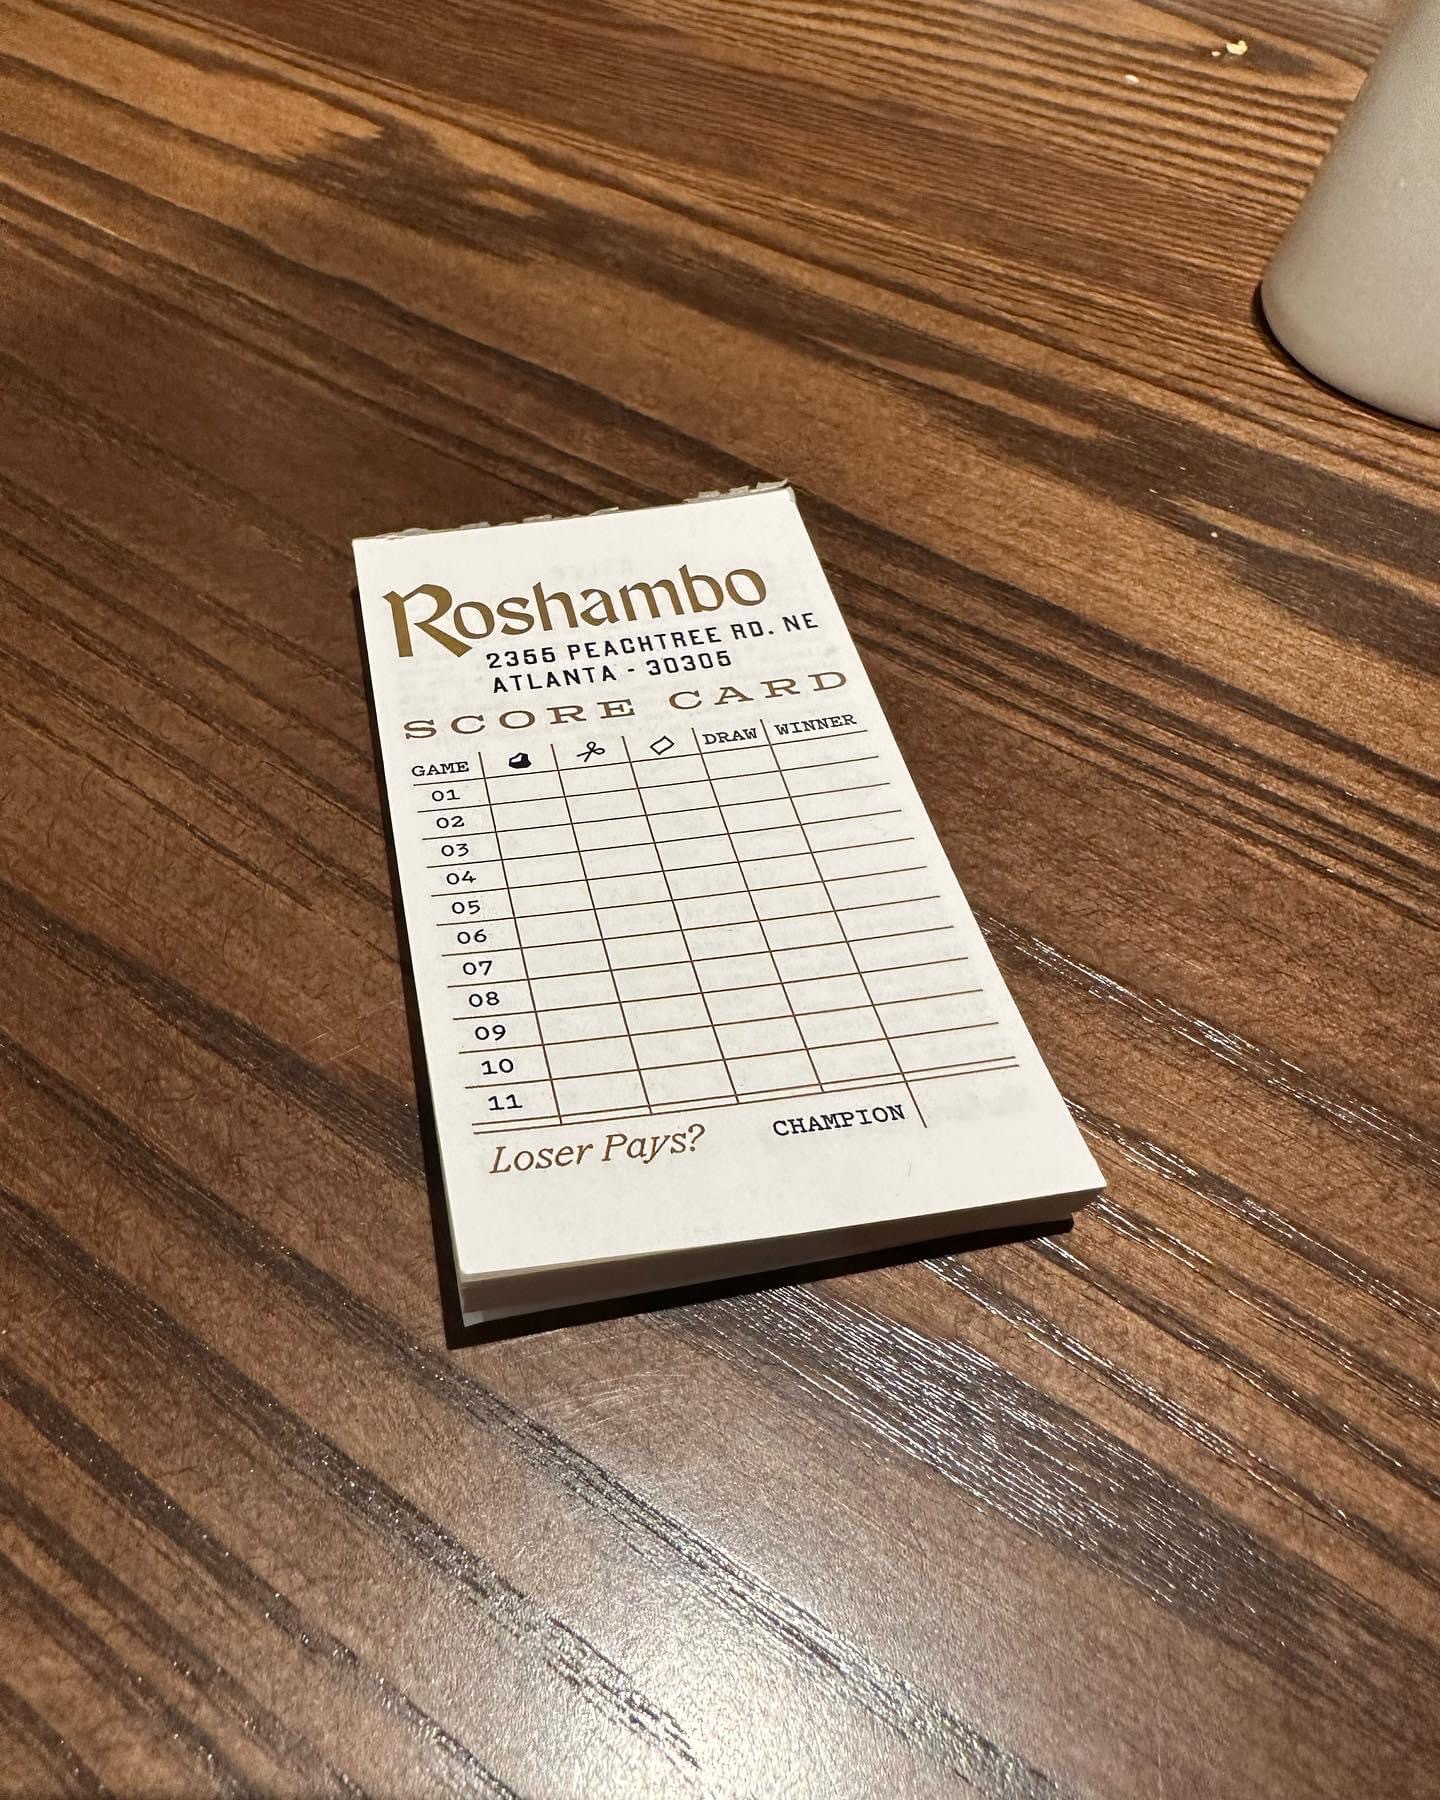 Roshambo
2355 PEACHTREE RD. NE
ATLANTA - 30305
SCORE CARD
GAME DRAW WINNER
01
02
03
04
05
06
07
08
09
10
11
CHAMPION
Loser Pays?